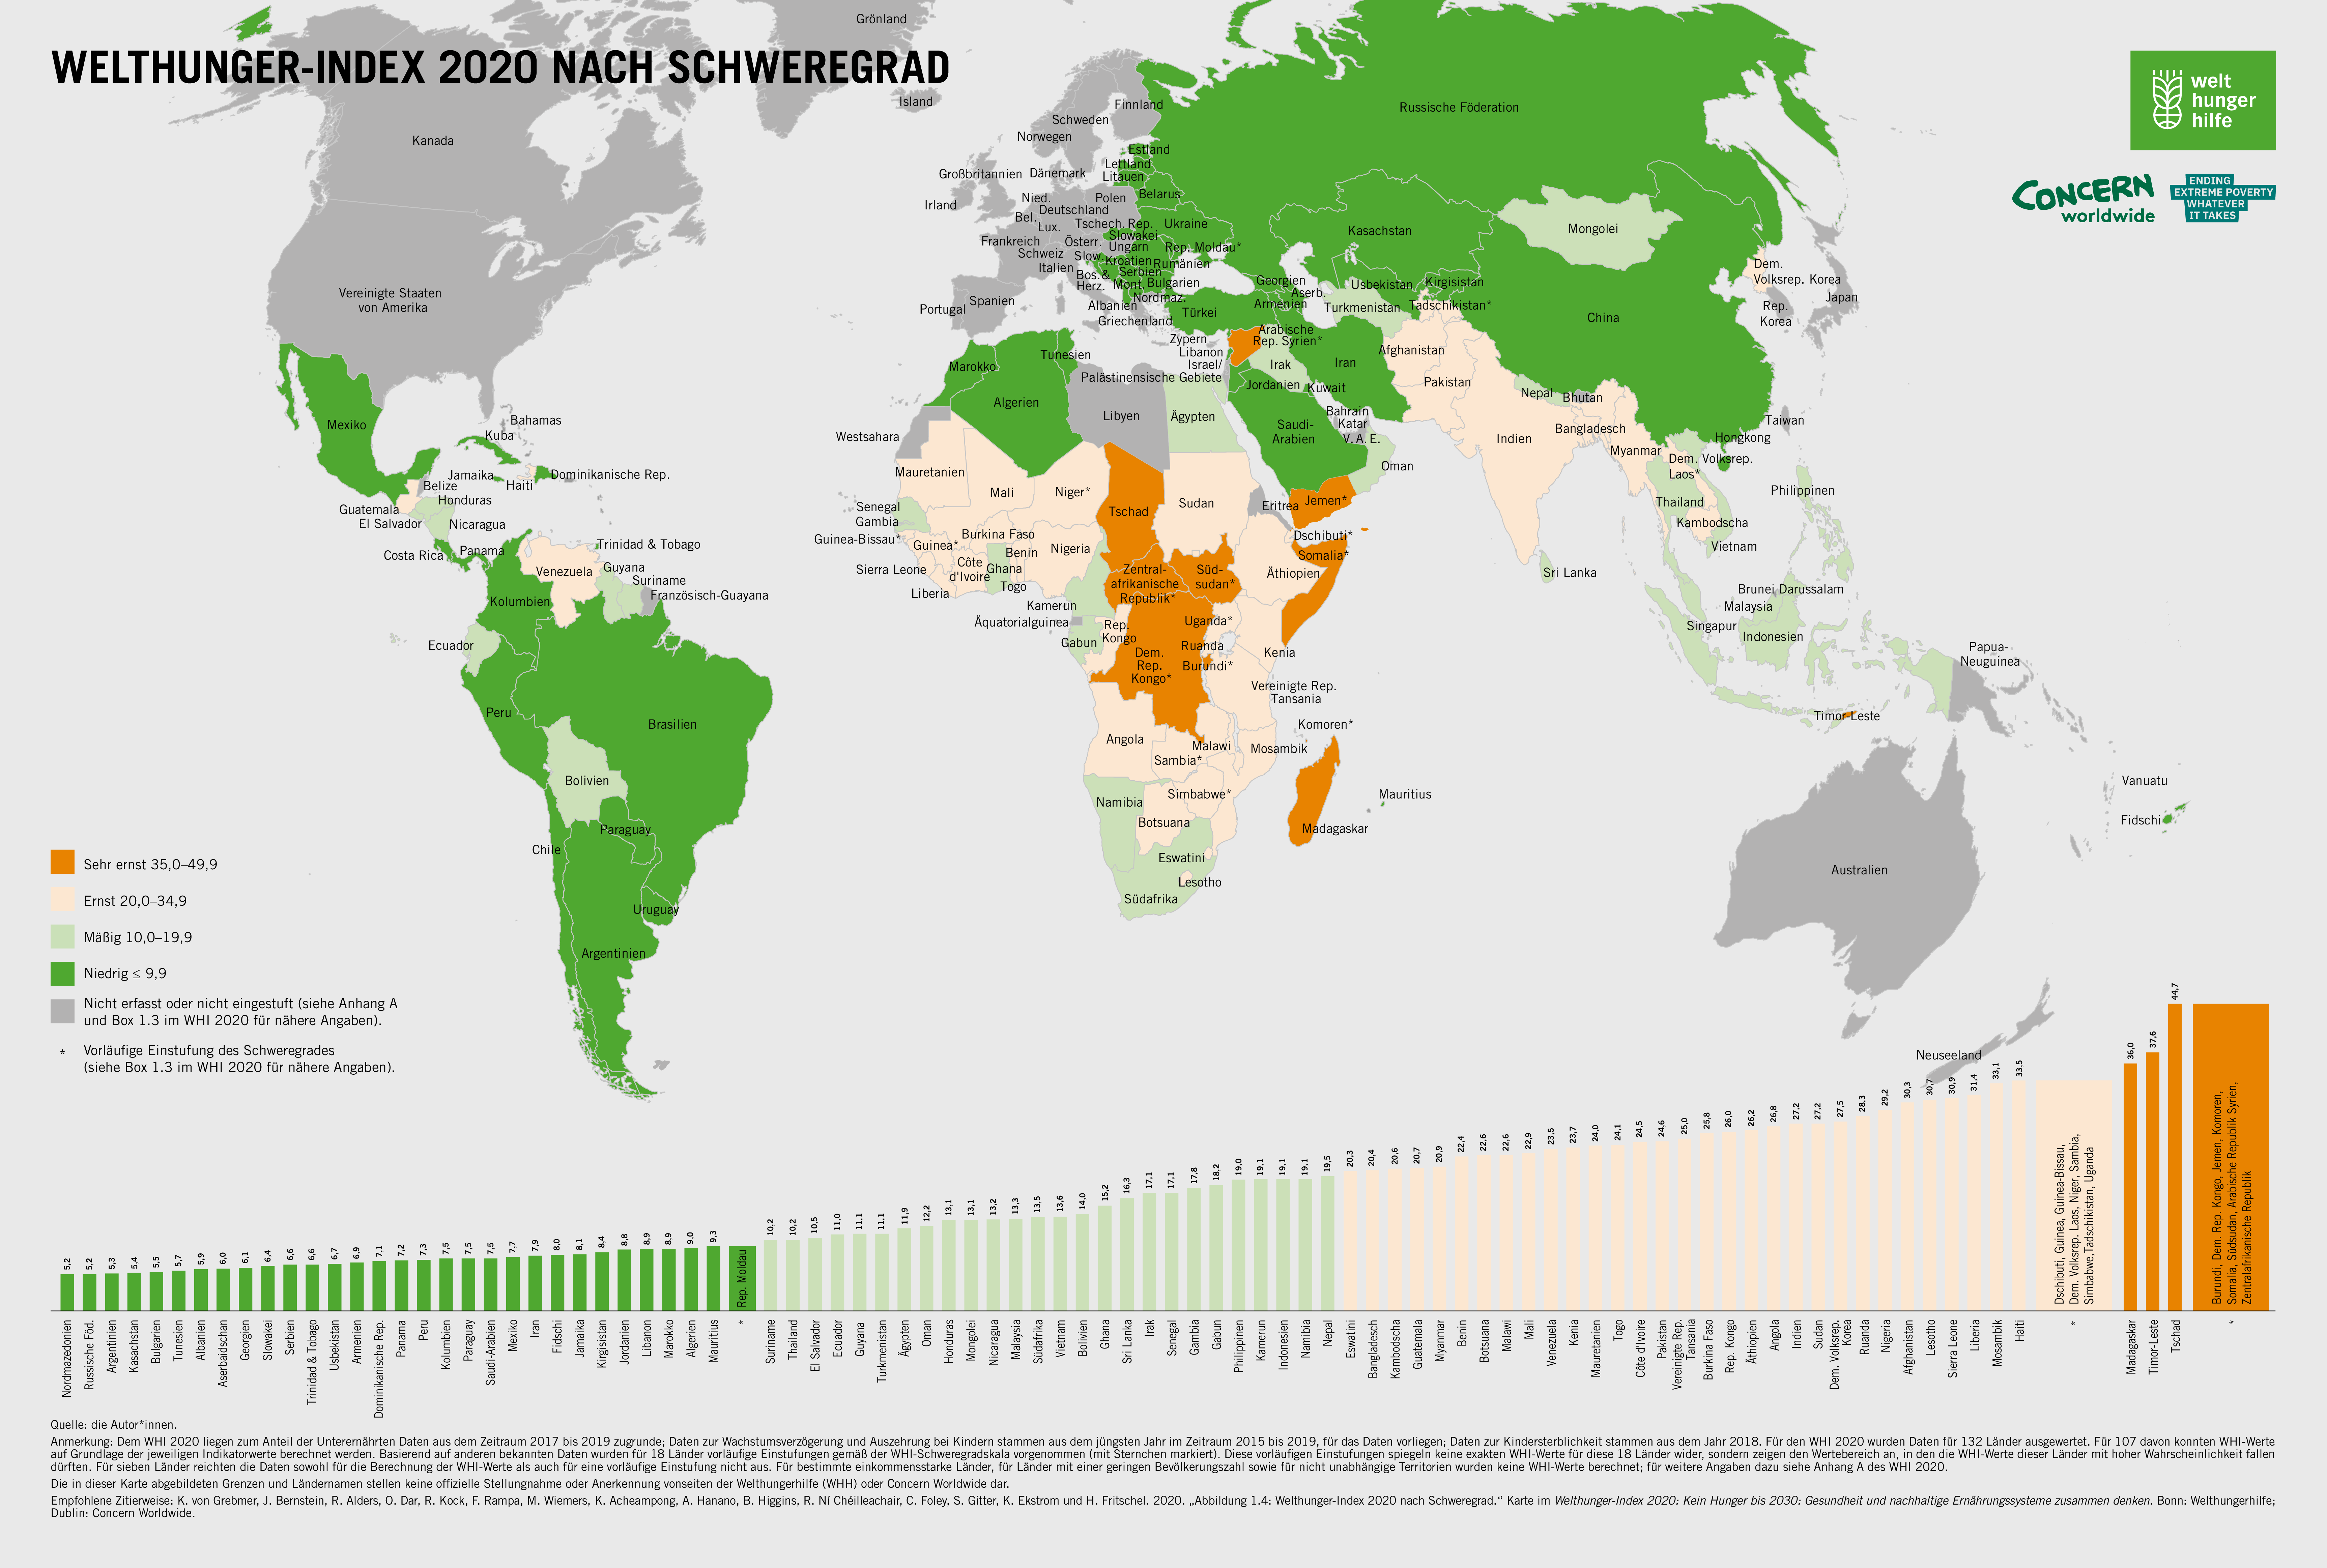 WELTHUNGER-INDEX 2020 NACH SCHWEREGRAD
welt
hunger
hilfe
CONCERN
worldwide
ENDING
EXTREME POVERTY
WHATEVER
IT TAKES
Grönland
Island
Kanada
Vereinigte Staaten
von Amerika
Mexiko
Bahamas
Kuba
Jamaika
Haiti
Dominikanische Rep.
Belize
Honduras
Guatemala
El Salvador
Nicaragua
Costa Rica
Panama
Trinidad & Tobago
Venezuela
Guyana
Suriname
Französisch-Guayana
Kolumbien
Ecuador
Peru
Brasilien
Bolivien
Paraguay
Chile
Uruguay
Argentinien
Finnland
Schweden
Norwegen
Estland
Lettland
Litauen
Großbritannien
Dänemark
Irland
Nied.
Polen
Belarus
Deutschland
Bel.
Tschech. Rep.
Ukraine
Lux.
Slowakei
Frankreich
Österr.
Ungarn
Rep. Moldau*
Schweiz
Slow.
Kroatien
Rumänien
Italien
Bos.&
Herz.
Serbien
Mont.
Bulgarien
Nordmaz.
Albanien
Portugal
Spanien
Griechenland
Türkei
Zypern
Libanon
Israel/
Palästinensische Gebiete
Russische Föderation
Kasachstan
Mongolei
Georgien
Aserb.
Armenien
Usbekistan
Kirgisistan
Turkmenistan
Tadschikistan*
Arabische
Rep. Syrien*
Irak
Iran
Afghanistan
Jordanien
Kuwait
Pakistan
Bahrain
Katar
V. A. E.
Saudi-
Arabien
Oman
Jemen*
Nepal
Bhutan
Indien
Bangladesch
Myanmar
China
Dem.
Volksrep. Korea
Rep.
Korea
Japan
Taiwan
Hongkong
Dem. Volksrep.
Laos*
Thailand
Kambodscha
Vietnam
Philippinen
Sri Lanka
Brunei Darussalam
Malaysia
Singapur
Indonesien
Papua-
Neuguinea
Timor-Leste
Australien
Neuseeland
Vanuatu
Fidschi
Marokko
Tunesien
Algerien
Libyen
Ägypten
Westsahara
Mauretanien
Mali
Niger*
Tschad
Sudan
Eritrea
Senegal
Gambia
Guinea-Bissau*
Guinea*
Burkina Faso
Benin
Nigeria
Sierra Leone
Côte
d'Ivoire
Ghana
Togo
Liberia
Kamerun
Äquatorialguinea
Gabun
Rep.
Kongo
Zentral-
afrikanische
Republik*
Süd-
sudan*
Äthiopien
Dschibuti*
Somalia*
Uganda*
Ruanda
Burundi*
Kenia
Dem.
Rep.
Kongo*
Vereinigte Rep.
Tansania
Komoren*
Angola
Malawi
Mosambik
Sambia*
Simbabwe*
Namibia
Botsuana
Eswatini
Lesotho
Südafrika
Madagaskar
Mauritius
Sehr ernst 35,0–49,9
Ernst 20,0–34,9
Mäßig 10,0–19,9
Niedrig ≤ 9,9
Nicht erfasst oder nicht eingestuft (siehe Anhang A
und Box 1.3 im WHI 2020 für nähere Angaben).
* Vorläufige Einstufung des Schweregrades
(siehe Box 1.3 im WHI 2020 für nähere Angaben).
5,2 Nordmazedonien
5,2 Russische Föd.
5,3 Argentinien
5,4 Kasachstan
5,5 Bulgarien
5,7 Tunesien
5,9 Albanien
6,0 Aserbaidschan
6,1 Georgien
6,4 Slowakei
6,6 Serbien
6,6 Trinidad & Tobago
6,7 Usbekistan
6,9 Armenien
7,1 Dominikanische Rep.
7,2 Panama
7,3 Peru
7,5 Kolumbien
7,5 Paraguay
7,5 Saudi-Arabien
7,7 Mexiko
7,9 Iran
8,0 Fidschi
8,1 Jamaika
8,4 Kirgisistan
8,8 Jordanien
8,9 Libanon
8,9 Marokko
9,0 Algerien
9,3 Mauritius
Rep. Moldau *
10,2 Suriname
10,2 Thailand
10,5 El Salvador
11,0 Ecuador
11,1 Guyana
11,1 Turkmenistan
11,9 Ägypten
12,2 Oman
13,1 Honduras
13,1 Mongolei
13,2 Nicaragua
13,3 Malaysia
13,5 Südafrika
13,6 Vietnam
14,0 Bolivien
15,2 Ghana
16,3 Sri Lanka
17,1 Irak
17,1 Senegal
17,8 Gambia
18,2 Gabun
19,0 Philippinen
19,1 Kamerun
19,1 Indonesien
19,1 Namibia
19,5 Nepal
20,3 Eswatini
20,4 Bangladesch
20,6 Kambodscha
20,7 Guatemala
20,9 Myanmar
22,4 Benin
22,6 Botsuana
22,6 Malawi
22,9 Mali
23,5 Venezuela
23,7 Kenia
24,0 Mauretanien
24,1 Togo
24,5 Côte d'Ivoire
24,6 Pakistan
25,0 Vereinigte Rep. Tansania
25,8 Burkina Faso
26,0 Rep. Kongo
26,2 Äthiopien
26,8 Angola
27,2 Indien
27,2 Sudan
27,5 Dem. Volksrep. Korea
28,3 Ruanda
29,2 Nigeria
30,3 Afghanistan
30,7 Lesotho
30,9 Sierra Leone
31,4 Liberia
33,1 Mosambik
33,5 Haiti
Dschibuti, Guinea, Guinea-Bissau,
Dem. Volksrep. Laos, Niger, Sambia,
Simbabwe,Tadschikistan, Uganda
*
36,0 Madagaskar
37,6 Timor-Leste
44,7 Tschad
Burundi, Dem. Rep. Kongo, Jemen, Komoren,
Somalia, Südsudan, Arabische Republik Syrien,
Zentralafrikanische Republik
*
Quelle: die Autor*innen.
Anmerkung: Dem WHI 2020 liegen zum Anteil der Unterernährten Daten aus dem Zeitraum 2017 bis 2019 zugrunde; Daten zur Wachstumsverzögerung und Auszehrung bei Kindern stammen aus dem jüngsten Jahr im Zeitraum 2015 bis 2019, für das Daten vorliegen; Daten zur Kindersterblichkeit stammen aus dem Jahr 2018. Für den WHI 2020 wurden Daten für 132 Länder ausgewertet. Für 107 davon konnten WHI-Werte
auf Grundlage der jeweiligen Indikatorwerte berechnet werden. Basierend auf anderen bekannten Daten wurden für 18 Länder vorläufige Einstufungen gemäß der WHI-Schweregradskala vorgenommen (mit Sternchen markiert). Diese vorläufigen Einstufungen spiegeln keine exakten WHI-Werte für diese 18 Länder wider, sondern zeigen den Wertebereich an, in den die WHI-Werte dieser Länder mit hoher Wahrscheinlichkeit fallen
dürften. Für sieben Länder reichten die Daten sowohl für die Berechnung der WHI-Werte als auch für eine vorläufige Einstufung nicht aus. Für bestimmte einkommensstarke Länder, für Länder mit einer geringen Bevölkerungszahl sowie für nicht unabhängige Territorien wurden keine WHI-Werte berechnet; für weitere Angaben dazu siehe Anhang A des WHI 2020.
Die in dieser Karte abgebildeten Grenzen und Ländernamen stellen keine offizielle Stellungnahme oder Anerkennung vonseiten der Welthungerhilfe (WHH) oder Concern Worldwide dar.
Empfohlene Zitierweise: K. von Grebmer, J. Bernstein, R. Alders, O. Dar, R. Kock, F. Rampa, M. Wiemers, K. Acheampong, A. Hanano, B. Higgins, R. Ní Chéilleachair, C. Foley, S. Gitter, K. Ekstrom und H. Fritschel. 2020. „Abbildung 1.4: Welthunger-Index 2020 nach Schweregrad.“ Karte im Welthunger-Index 2020: Kein Hunger bis 2030: Gesundheit und nachhaltige Ernährungssysteme zusammen denken. Bonn: Welthungerhilfe;
Dublin: Concern Worldwide.